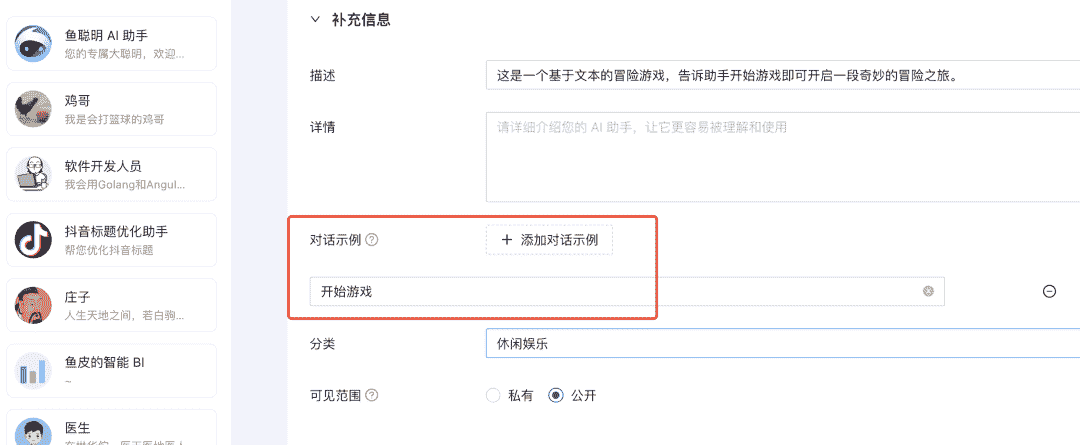 鱼聪明 AI 助手
您的专属大聪明，欢迎...
鸡哥
我是会打篮球的鸡哥
软件开发人员
我会用Golang和Angul...
抖音标题优化助手
帮您优化抖音标题
庄子
人生天地之间，若白驹...
鱼皮的智能 BI
~
医生
补充信息
描述
这是一个基于文本的冒险游戏，告诉助手开始游戏即可开启一段奇妙的冒险之旅。
详情
请详细介绍您的 AI 助手，让它更容易被理解和使用
对话示例 ?
+ 添加对话示例
开始游戏
分类
休闲娱乐
可见范围 ?
私有 公开